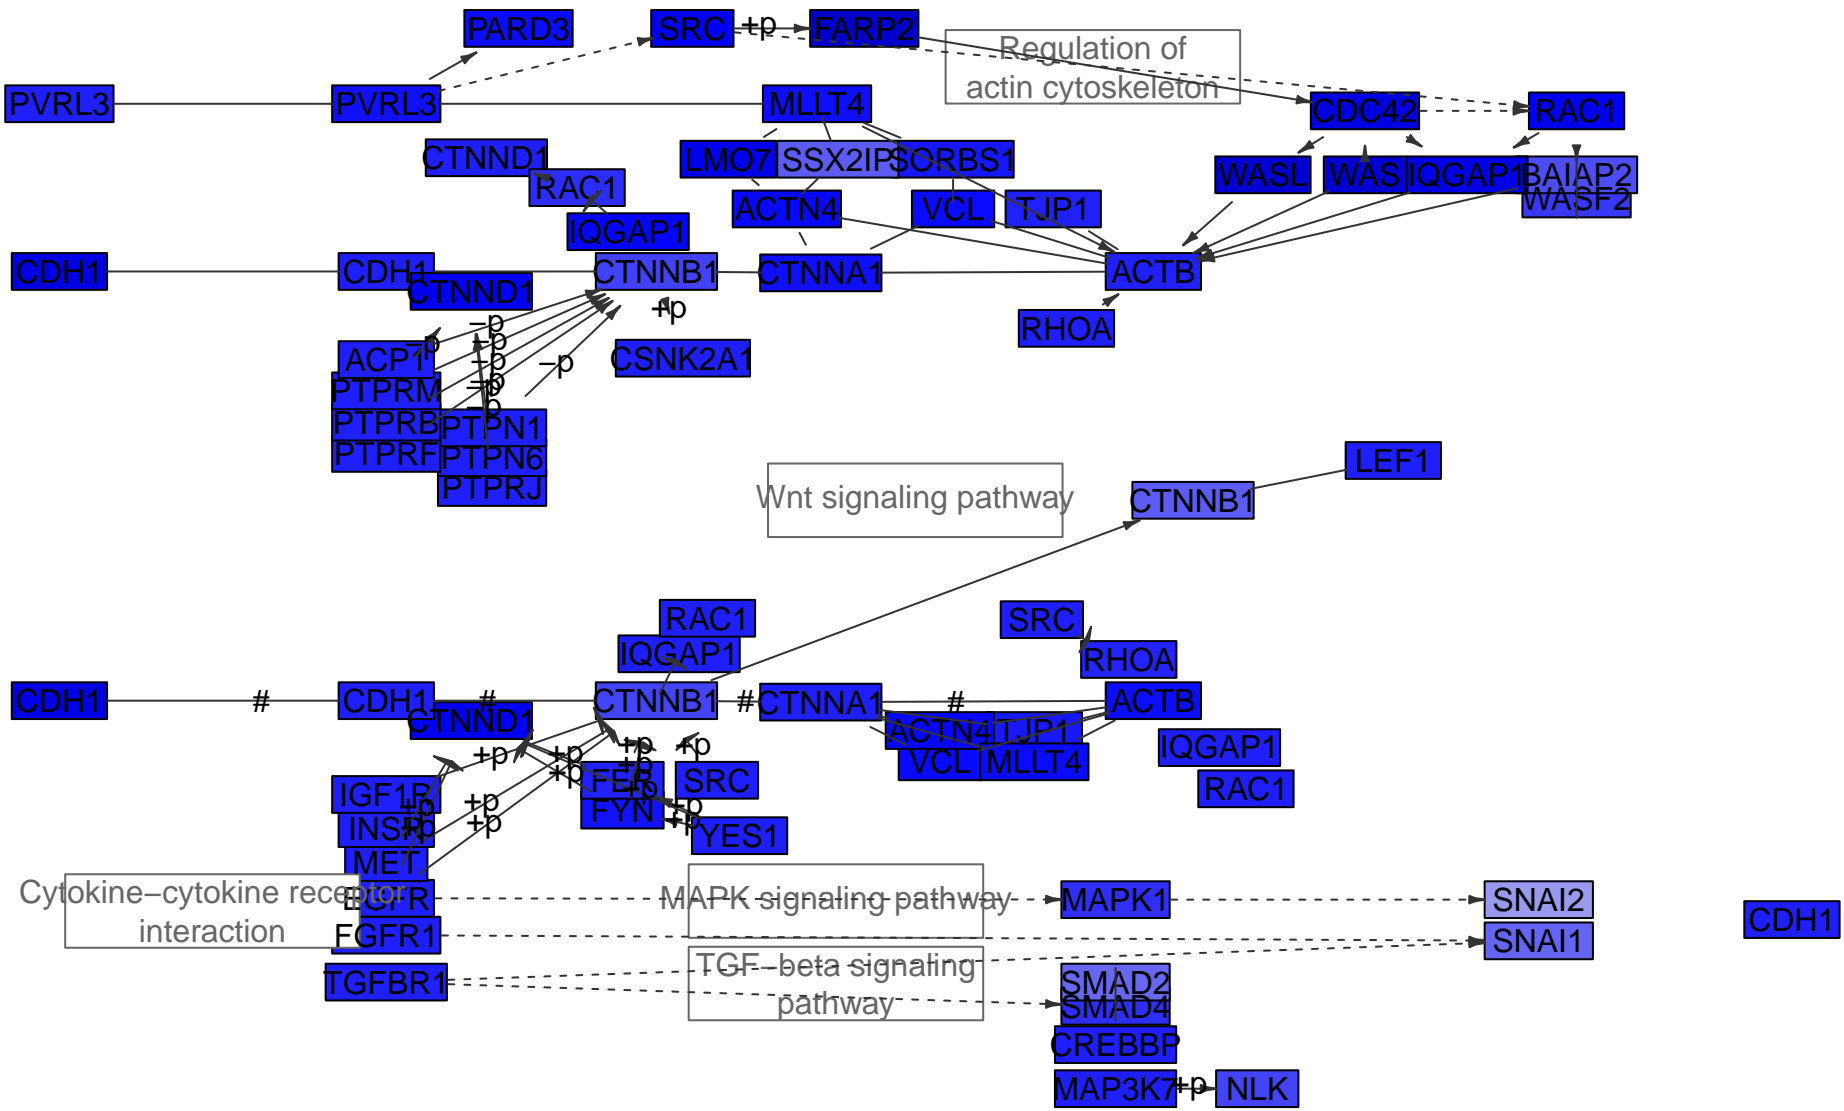 PARD3
SRC
+p
FARP2
Regulation of
actin cytoskeleton
PVRL3
PVRL3
MLLT4
CDC42
RAC1
CTNND1
LMO7
SSX2IP
SORBS1
RAC1
WASL
WAS
IQGAP1
BAIAP2
WASF2
ACTN4
VCL
TJP1
IQGAP1
CDH1
CDH1
CTNNB1
CTNNA1
ACTB
CTNND1
+p
RHOA
–p
–p
–p
ACP1
CSNK2A1
–p
–p
PTPRM
–p
–p
–p
PTPRB
PTPN1
PTPRF
PTPN6
PTPRJ
LEF1
Wnt signaling pathway
CTNNB1
RAC1
SRC
IQGAP1
RHOA
CDH1
#
CDH1
#
CTNNB1
#
CTNNA1
#
ACTB
CTNND1
ACTN4
TJP1
IQGAP1
+p
+p
+p
+p
VCL
MLLT4
+p
+p
FER
SRC
RAC1
IGF1R
+p
+p
+p
FYN
+p
INSR
+p
+p
+p
YES1
MET
Cytokine–cytokine receptor
interaction
EGFR
MAPK signaling pathway
MAPK1
SNAI2
FGFR1
SNAI1
CDH1
TGFBR1
TGF–beta signaling
pathway
SMAD2
SMAD4
CREBBP
MAP3K7
+p
NLK